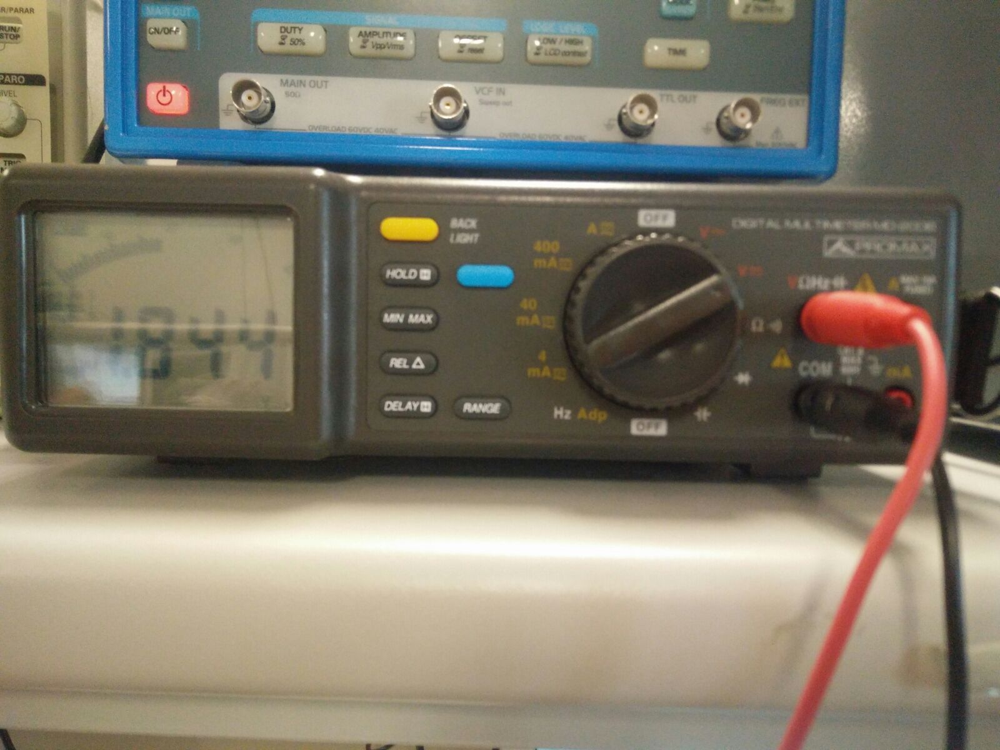 R/PARAR
RUN/
STOP
PARO
NIVEL
TRIG
MAIN OUT
ON/OFF
SIGNAL
DUTY
50%
AMPLITUDE
Vpp/Vrms
OFFSET
reset
LOGIC LEVEL
LOW / HIGH
LCD contrast
TIME
MAIN OUT
50Ω
VCF IN
Sweep out
TTL OUT
FREQ EXT
OVERLOAD 60VDC 40VAC
OVERLOAD 60VDC 40VAC
1844
BACK
LIGHT
HOLD H
MIN MAX
REL △
DELAY H
RANGE
OFF
A
400
mA
40
mA
4
mA
Hz Adp
OFF
V
V
Ω
DIGITAL MULTIMETER
PROMAX
VΩHz
COM
mA